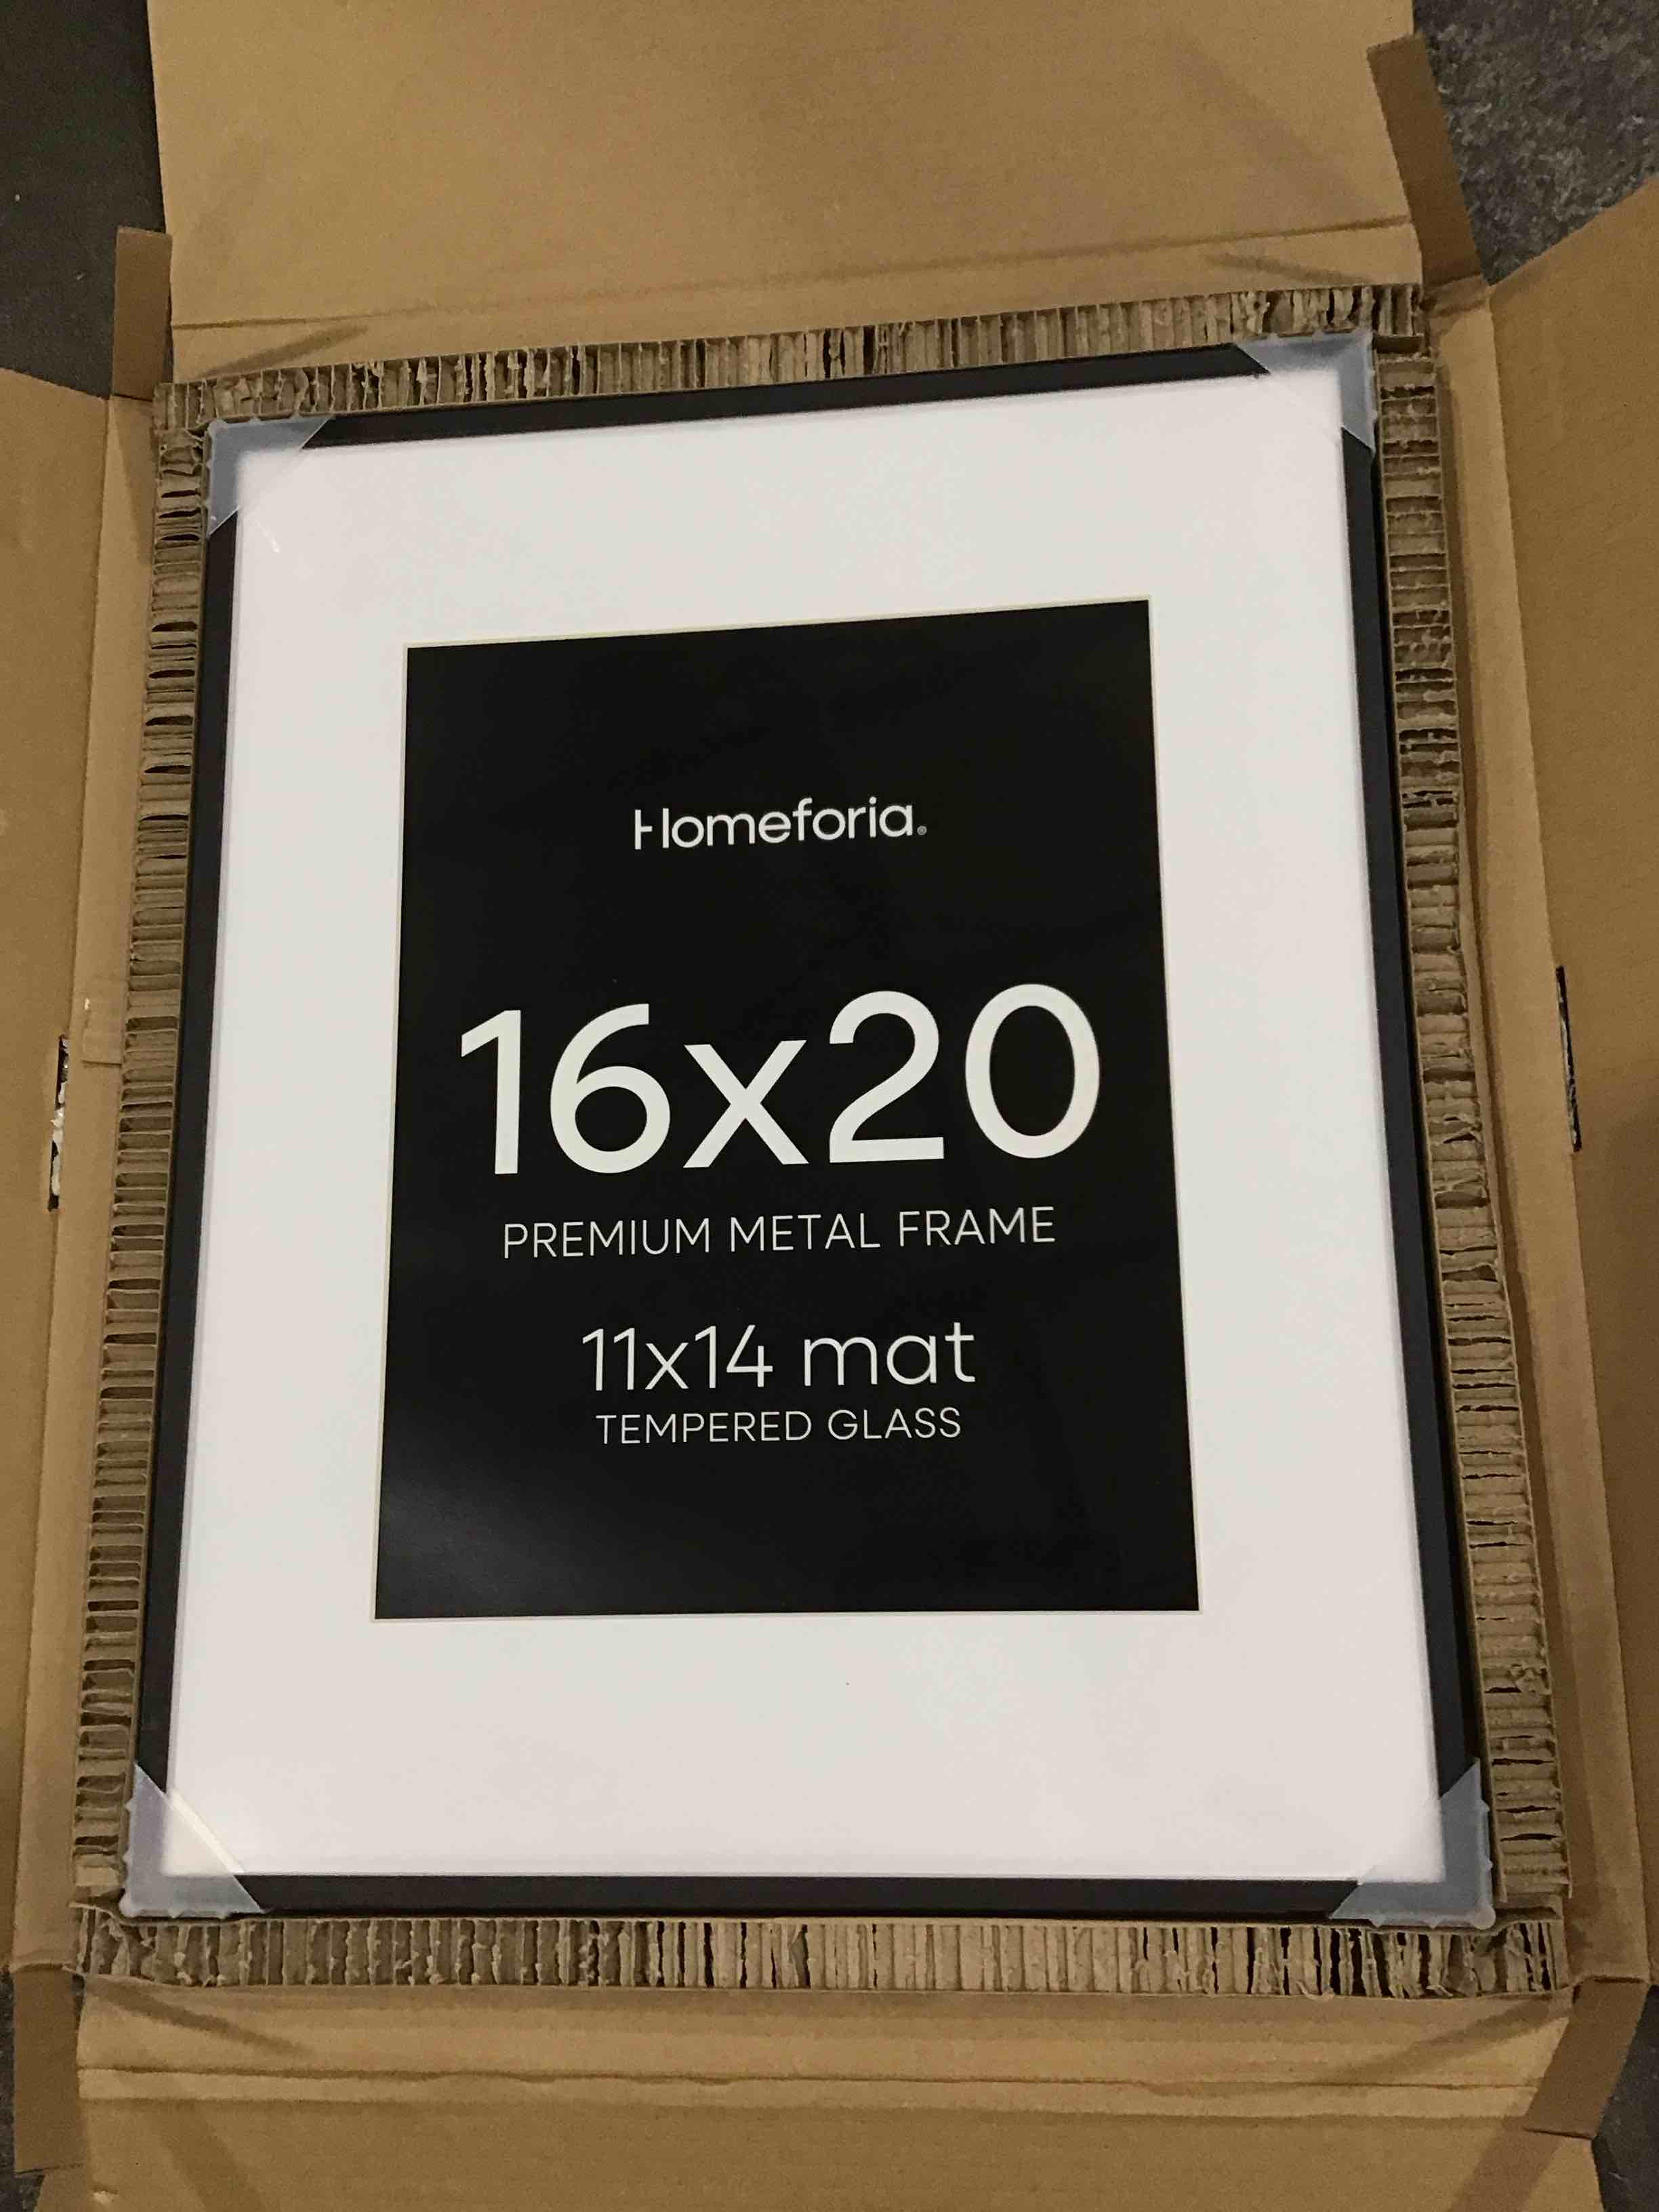 Homeforia®
16x20
PREMIUM METAL FRAME
11x14 mat
TEMPERED GLASS